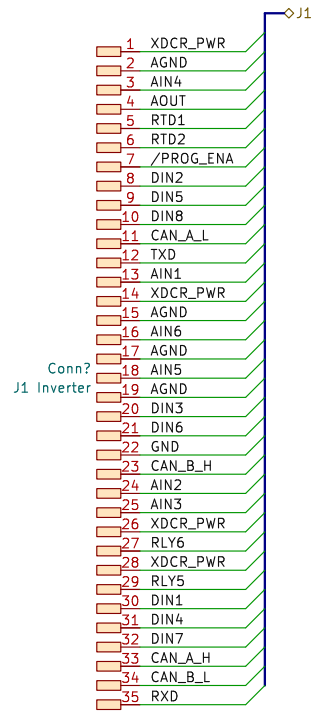 J1
1 XDCR_PWR
2 AGND
3 AIN4
4 AOUT
5 RTD1
6 RTD2
7 /PROG_ENA
8 DIN2
9 DIN5
10 DIN8
11 CAN_A_L
12 TXD
13 AIN1
14 XDCR_PWR
15 AGND
16 AIN6
17 AGND
Conn?
18 AIN5
J1 Inverter
19 AGND
20 DIN3
21 DIN6
22 GND
23 CAN_B_H
24 AIN2
25 AIN3
26 XDCR_PWR
27 RLY6
28 XDCR_PWR
29 RLY5
30 DIN1
31 DIN4
32 DIN7
33 CAN_A_H
34 CAN_B_L
35 RXD